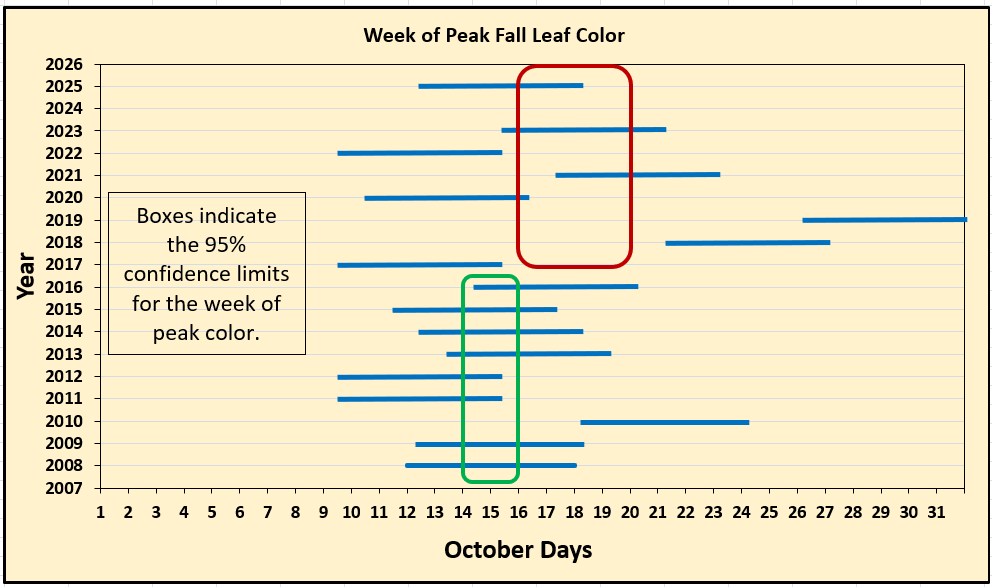 Week of Peak Fall Leaf Color
2026
2025
2024
2023
2022
2021
2020
2019
2018
2017
2016
2015
2014
2013
2012
2011
2010
2009
2008
2007
Year
Boxes indicate
the 95%
confidence limits
for the week of
peak color.
1 2 3 4 5 6 7 8 9 10 11 12 13 14 15 16 17 18 19 20 21 22 23 24 25 26 27 28 29 30 31
October Days